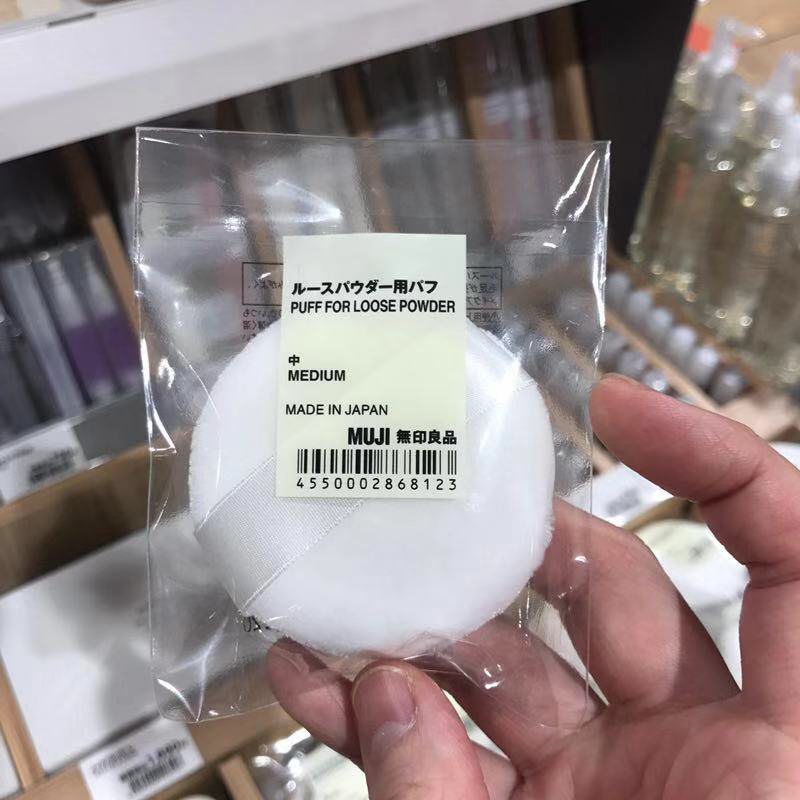 ルースパウダー用パフ
PUFF FOR LOOSE POWDER
中
MEDIUM
MADE IN JAPAN
MUJI 無印良品
4550002868123